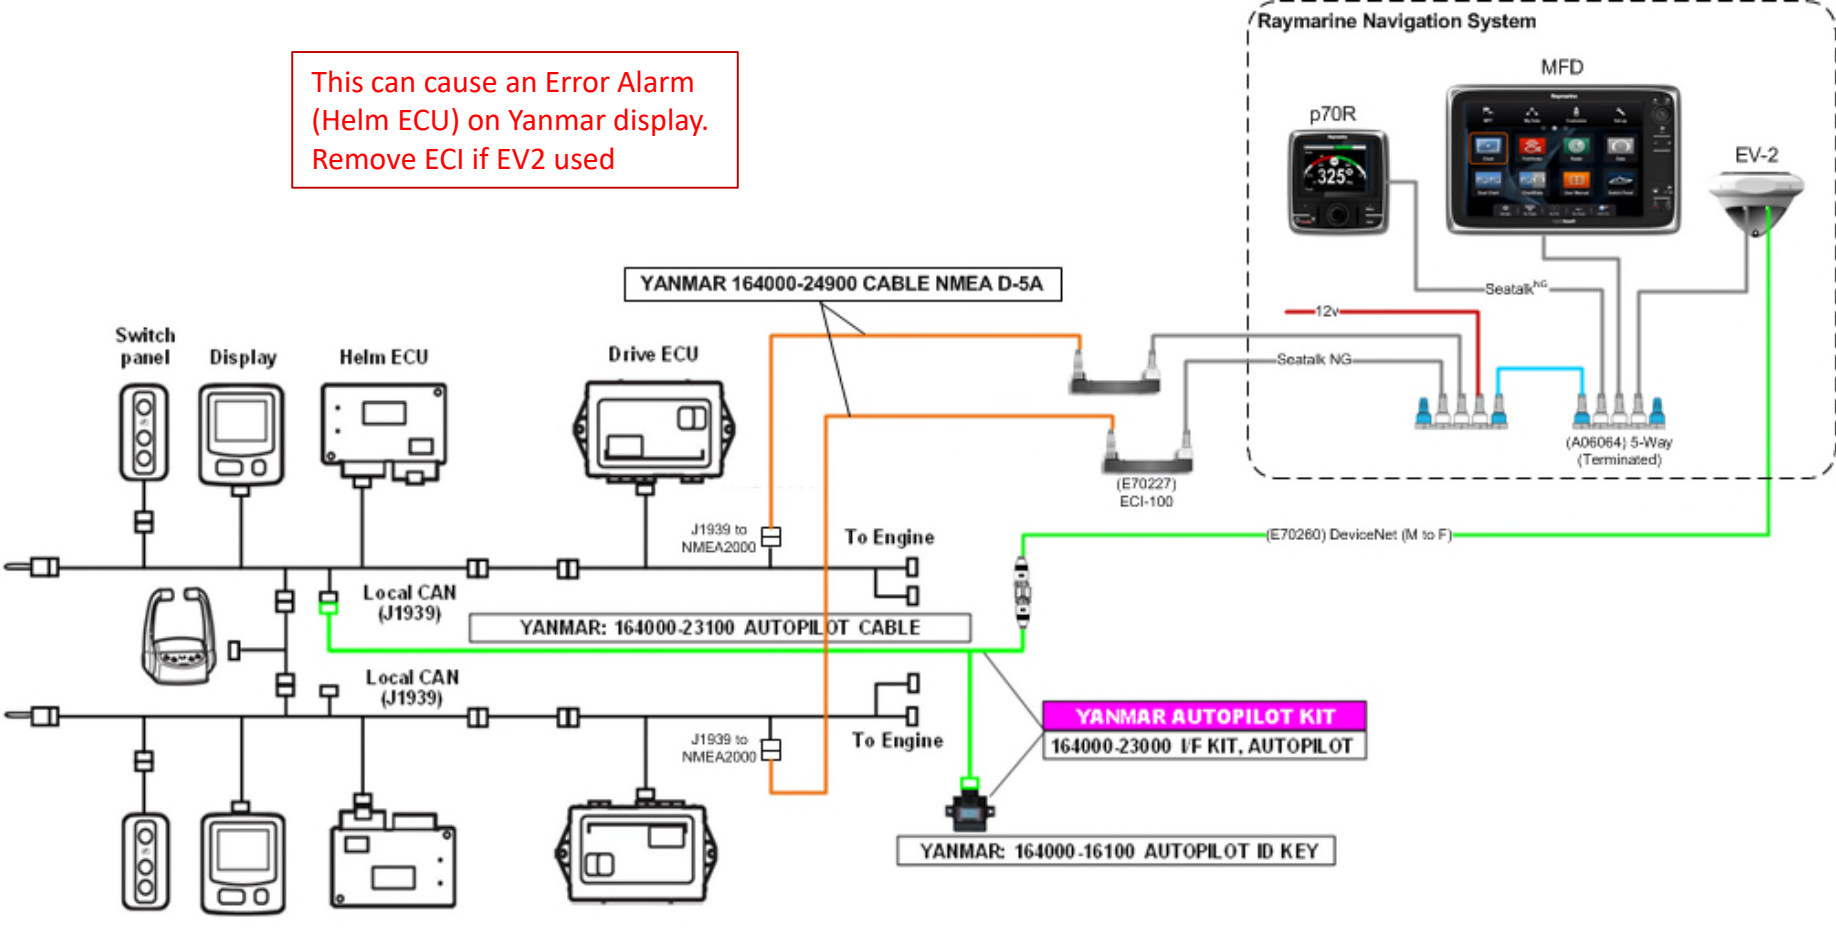 Raymarine Navigation System
This can cause an Error Alarm
(Helm ECU) on Yanmar display.
Remove ECI if EV2 used
MFD
p70R
EV-2
325°
YANMAR 164000-24900 CABLE NMEA D-5A
Seatalk NG
12v
Seatalk NG
Switch
panel
Display
Helm ECU
Drive ECU
(A06064) 5-Way
(Terminated)
(E70227)
ECI-100
J1939 to
NMEA2000
To Engine
(E70260) DeviceNet (M to F)
Local CAN
(J1939)
YANMAR: 164000-23100 AUTOPILOT CABLE
Local CAN
(J1939)
YANMAR AUTOPILOT KIT
164000-23000 I/F KIT, AUTOPILOT
J1939 to
NMEA2000
To Engine
YANMAR: 164000-16100 AUTOPILOT ID KEY